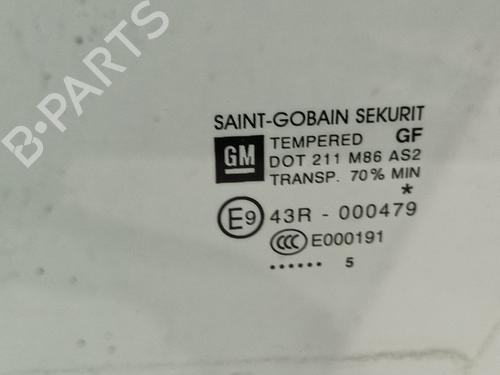 B-PARTS
SAINT-GOBAIN SEKURIT
GM TEMPERED GF
DOT 211 M86 AS2
TRANSP. 70% MIN
*
E9 43R - 000479
CCC E000191
...... 5